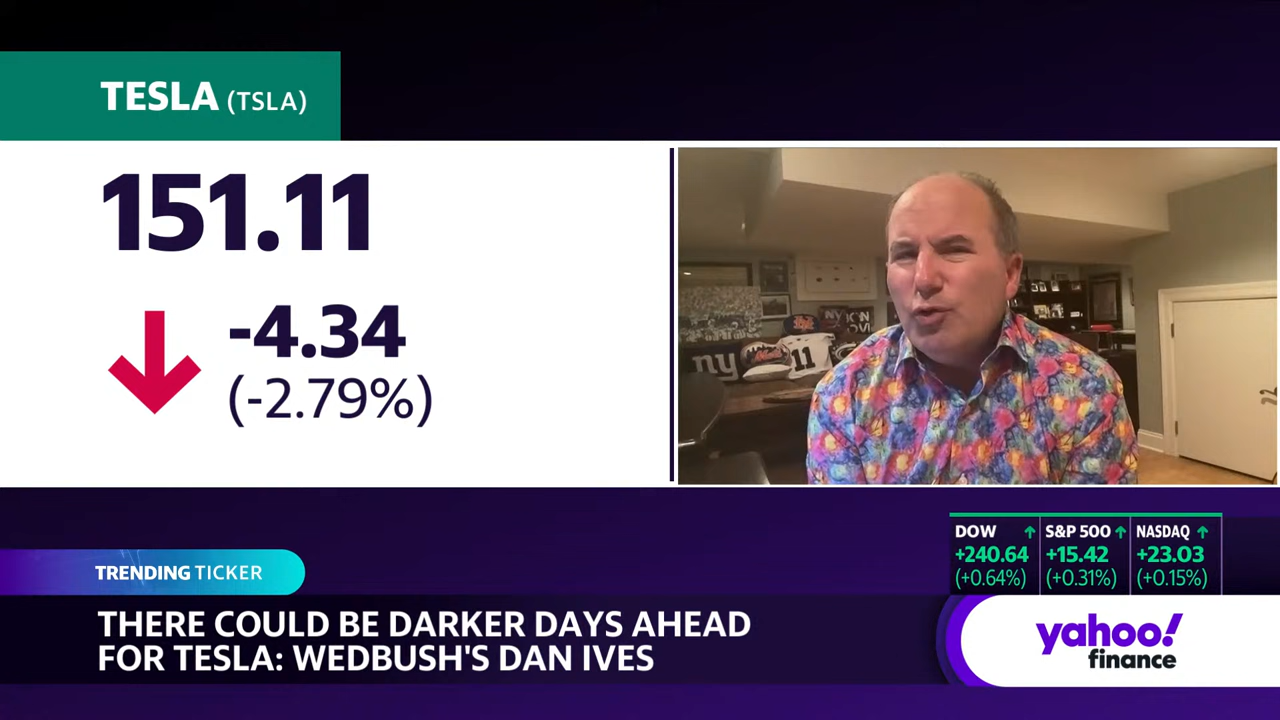 TESLA (TSLA)
151.11
-4.34
(-2.79%)
ny
11
TRENDING TICKER
THERE COULD BE DARKER DAYS AHEAD
FOR TESLA: WEDBUSH'S DAN IVES
DOW
+240.64
(+0.64%)
S&P 500
+15.42
(+0.31%)
NASDAQ
+23.03
(+0.15%)
yahoo!
finance